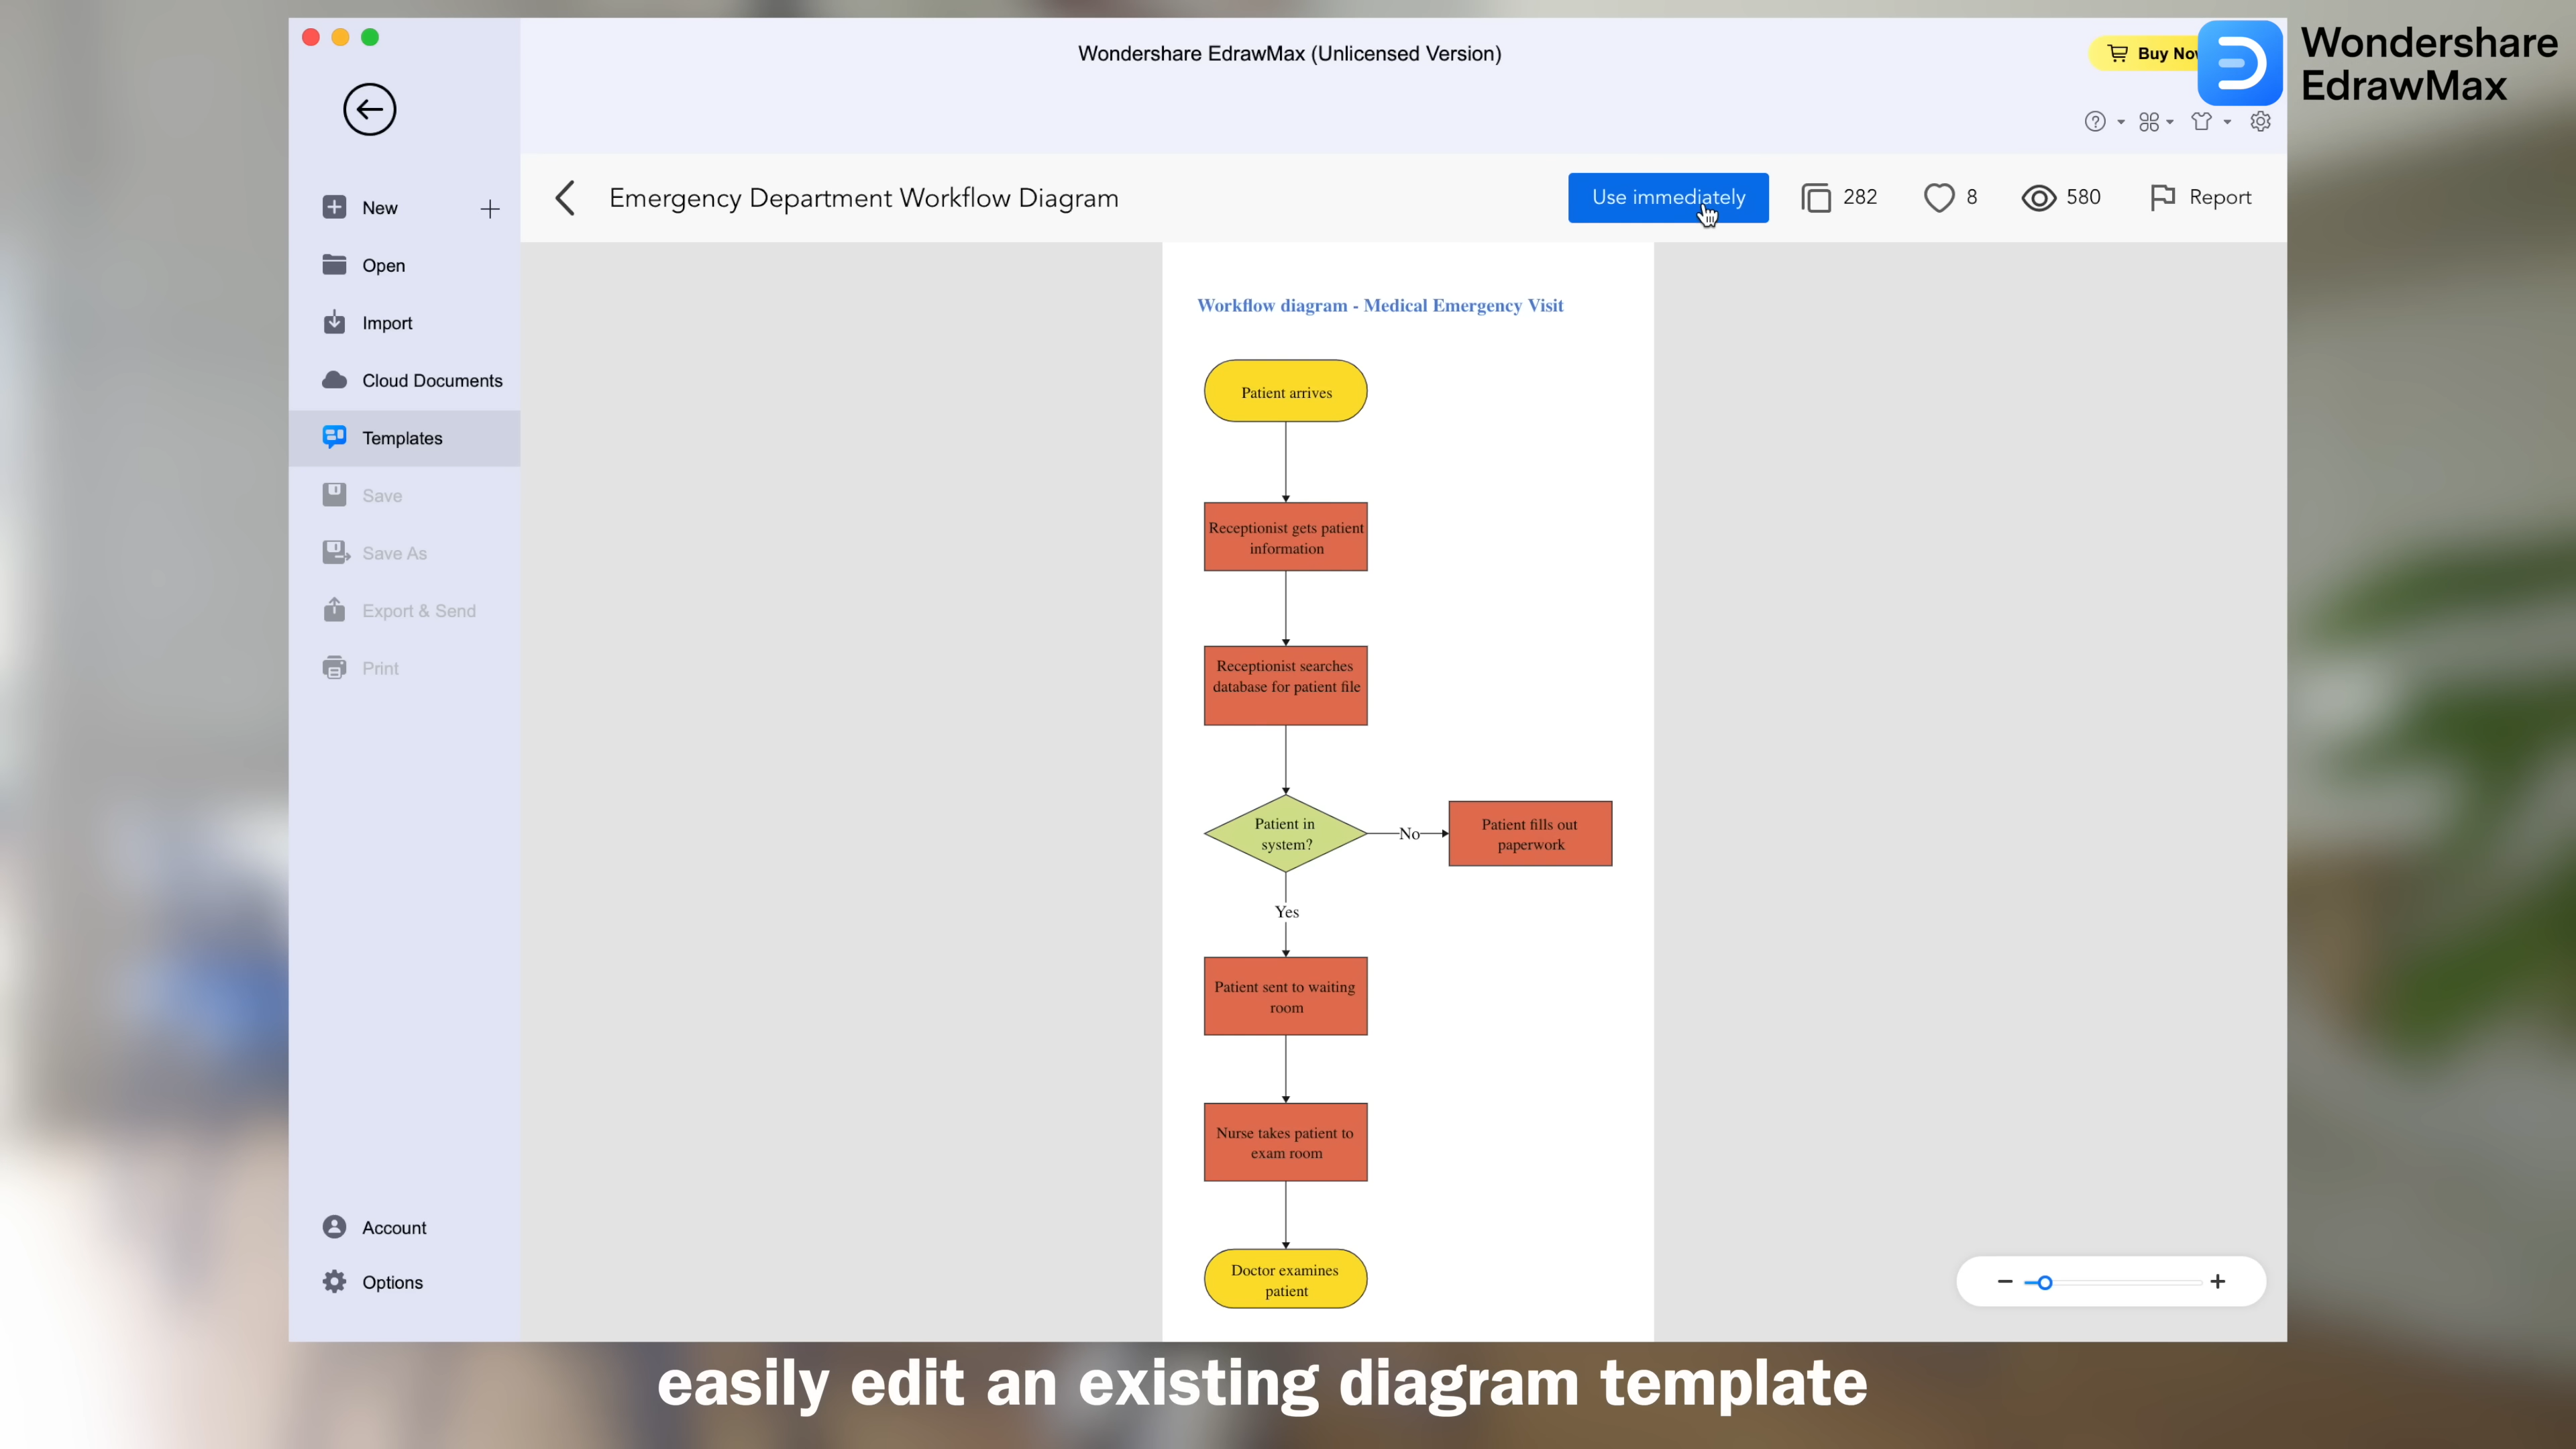 Wondershare EdrawMax (Unlicensed Version)
Buy Now
Wondershare
EdrawMax
New
Open
Import
Cloud Documents
Templates
Save
Save As
Export & Send
Print
Account
Options
Emergency Department Workflow Diagram
Use immediately
282
8
580
Report
Workflow diagram - Medical Emergency Visit
Patient arrives
Receptionist gets patient
information
Receptionist searches
database for patient file
Patient in
system?
No
Patient fills out
paperwork
Yes
Patient sent to waiting
room
Nurse takes patient to
exam room
Doctor examines
patient
easily edit an existing diagram template